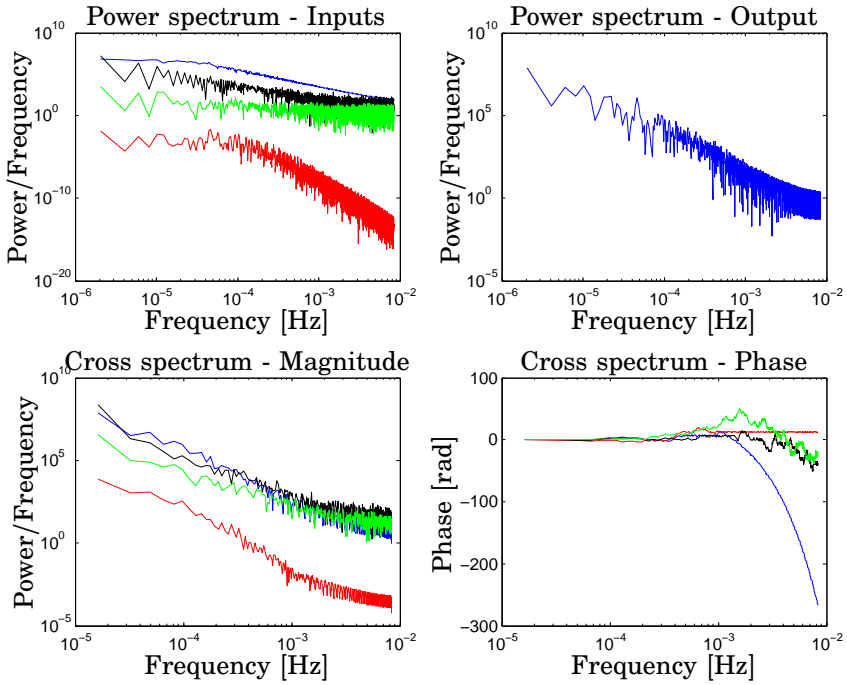 Power spectrum - Inputs
Power/Frequency
10^10
10^0
10^-10
10^-20
10^-6
10^-5
10^-4
10^-3
10^-2
Frequency [Hz]
Power spectrum - Output
Power/Frequency
10^10
10^5
10^0
10^-5
10^-6
10^-5
10^-4
10^-3
10^-2
Frequency [Hz]
Cross spectrum - Magnitude
Power/Frequency
10^10
10^5
10^0
10^-5
10^-5
10^-4
10^-3
10^-2
Frequency [Hz]
Cross spectrum - Phase
Phase [rad]
100
0
-100
-200
-300
10^-5
10^-4
10^-3
10^-2
Frequency [Hz]